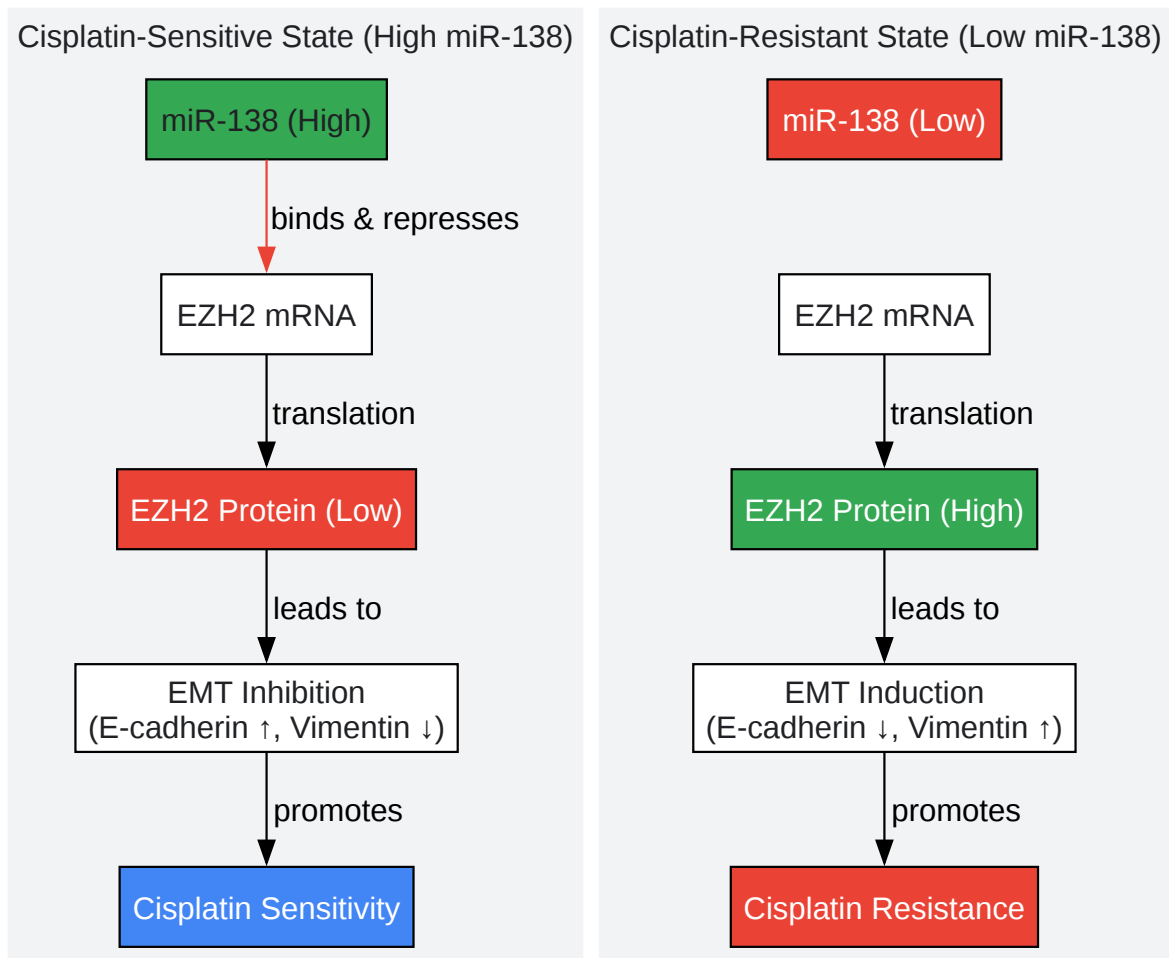 Cisplatin-Sensitive State (High miR-138)
miR-138 (High)
binds & represses
EZH2 mRNA
translation
EZH2 Protein (Low)
leads to
EMT Inhibition
(E-cadherin ↑, Vimentin ↓)
promotes
Cisplatin Sensitivity
Cisplatin-Resistant State (Low miR-138)
miR-138 (Low)
EZH2 mRNA
translation
EZH2 Protein (High)
leads to
EMT Induction
(E-cadherin ↓, Vimentin ↑)
promotes
Cisplatin Resistance